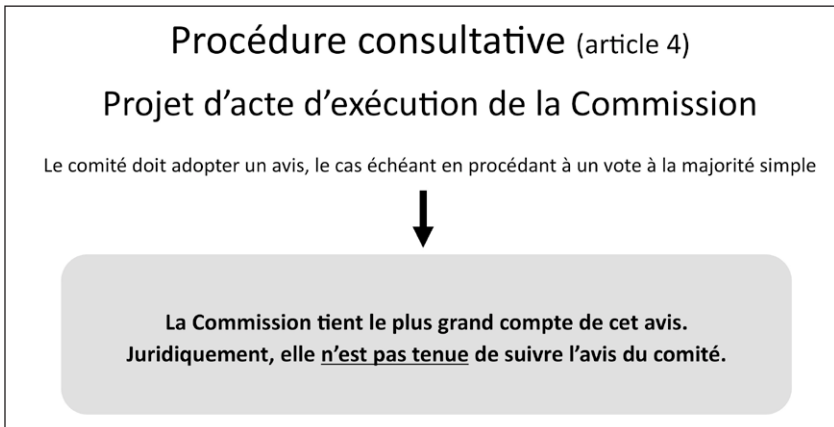 Procédure consultative (article 4)
Projet d’acte d’exécution de la Commission
Le comité doit adopter un avis, le cas échéant en procédant à un vote à la majorité simple
La Commission tient le plus grand compte de cet avis.
Juridiquement, elle n’est pas tenue de suivre l’avis du comité.